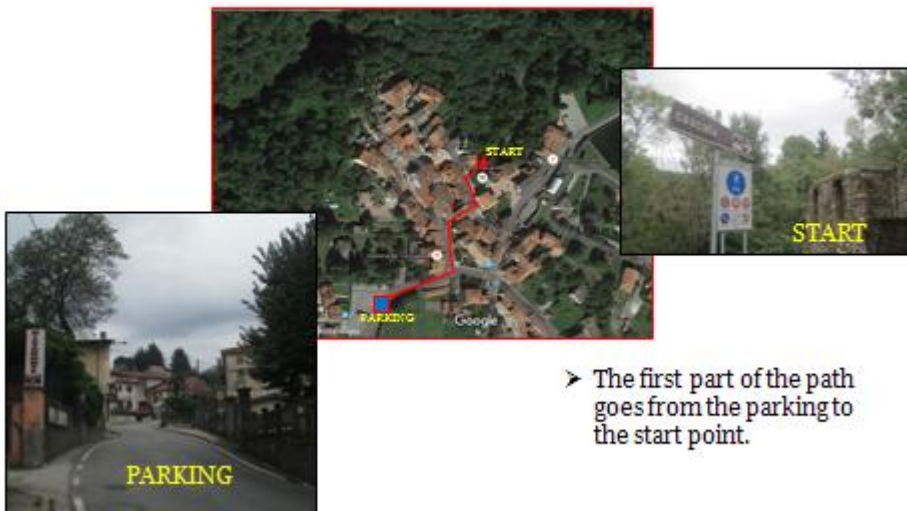 START
PARKING
Google
START
PARKING
➤ The first part of the path
goes from the parking to
the start point.